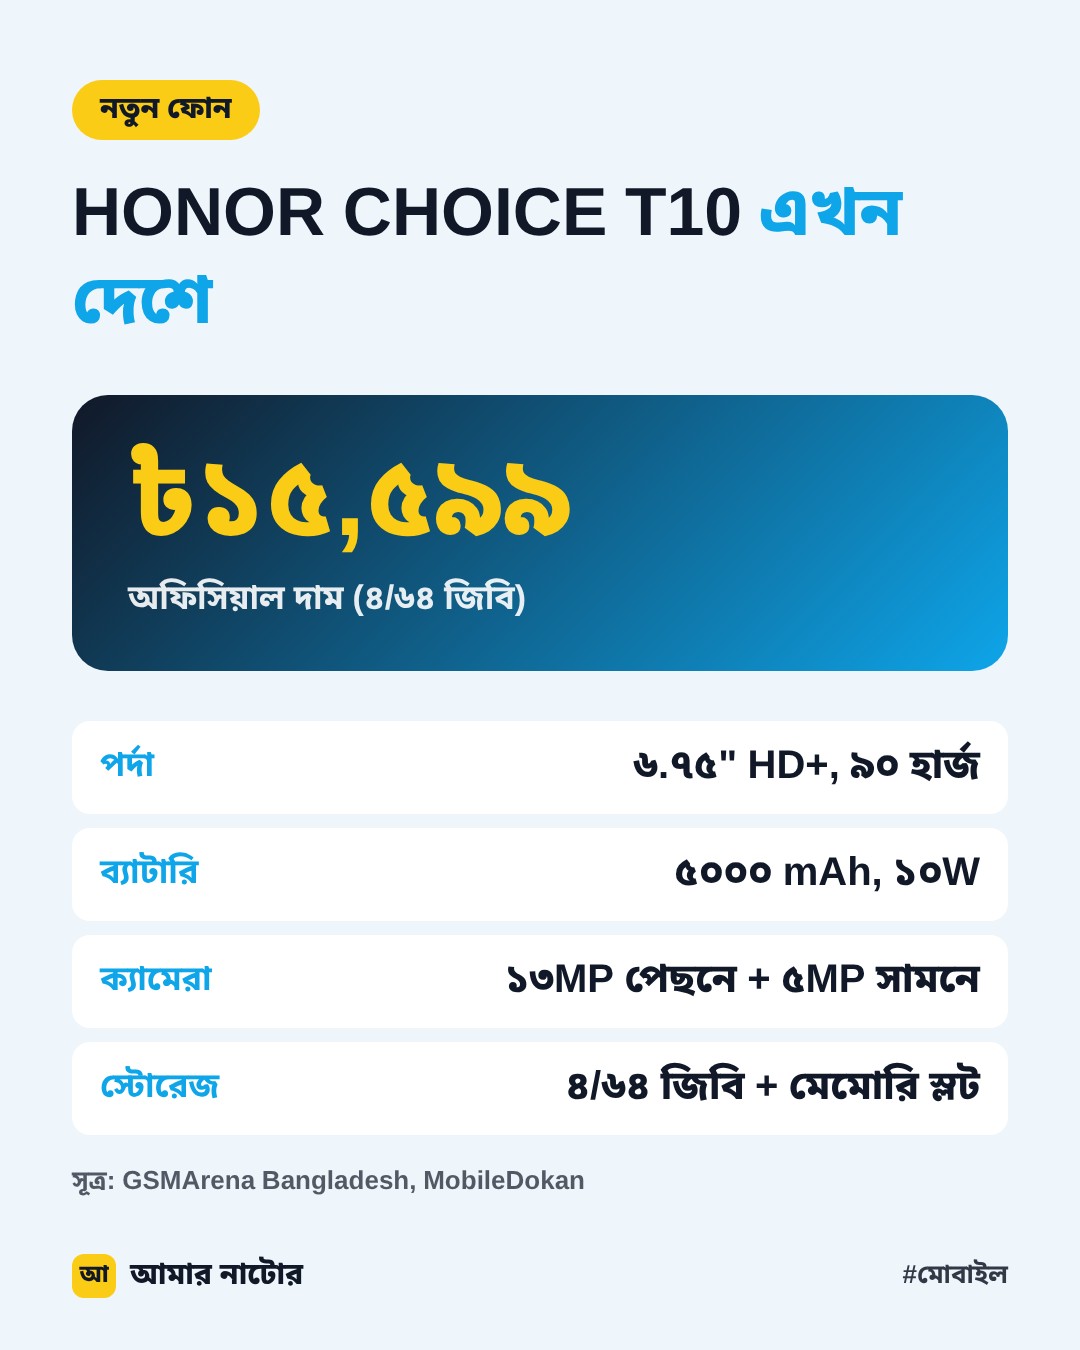 নতুন ফোন
HONOR CHOICE T10 এখন
দেশে
৳১৫,৫৯৯
অফিসিয়াল দাম (৪/৬৪ জিবি)
পর্দা ৬.৭৫" HD+, ৯০ হার্জ
ব্যাটারি ৫০০০ mAh, ১০W
ক্যামেরা ১৩MP পেছনে + ৫MP সামনে
স্টোরেজ ৪/৬৪ জিবি + মেমোরি স্লট
সূত্র: GSMArena Bangladesh, MobileDokan
আ আমার নাটোর #মোবাইল